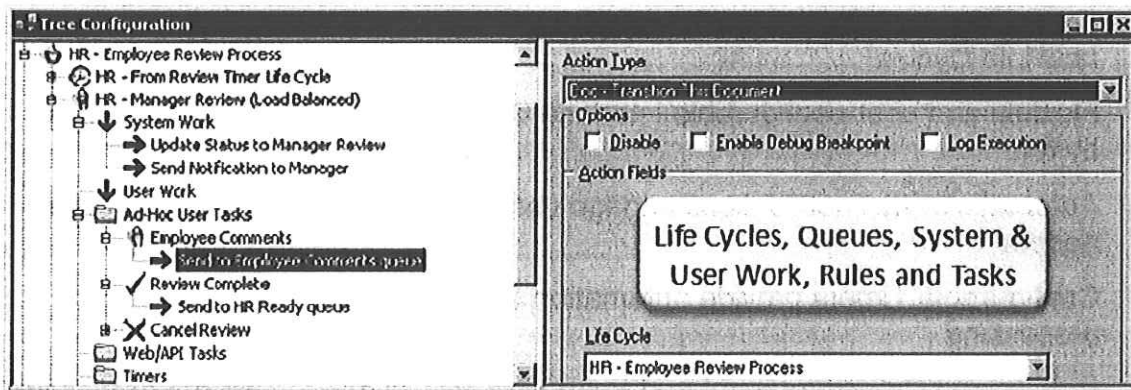 Tree Configuration
HR - Employee Review Process
HR - From Review Timer Life Cycle
HR - Manager Review (Load Balanced)
System Work
Update Status to Manager Review
Send Notification to Manager
User Work
Ad-Hoc User Tasks
Employee Comments
Send to Employee Comments queue
Review Complete
Send to HR Ready queue
Cancel Review
Web/API Tasks
Timers
Action Type
Doc - Transition This Document
Options
Disable
Enable Debug Breakpoint
Log Execution
Action Fields
Life Cycles, Queues, System &
User Work, Rules and Tasks
Life Cycle
HR - Employee Review Process